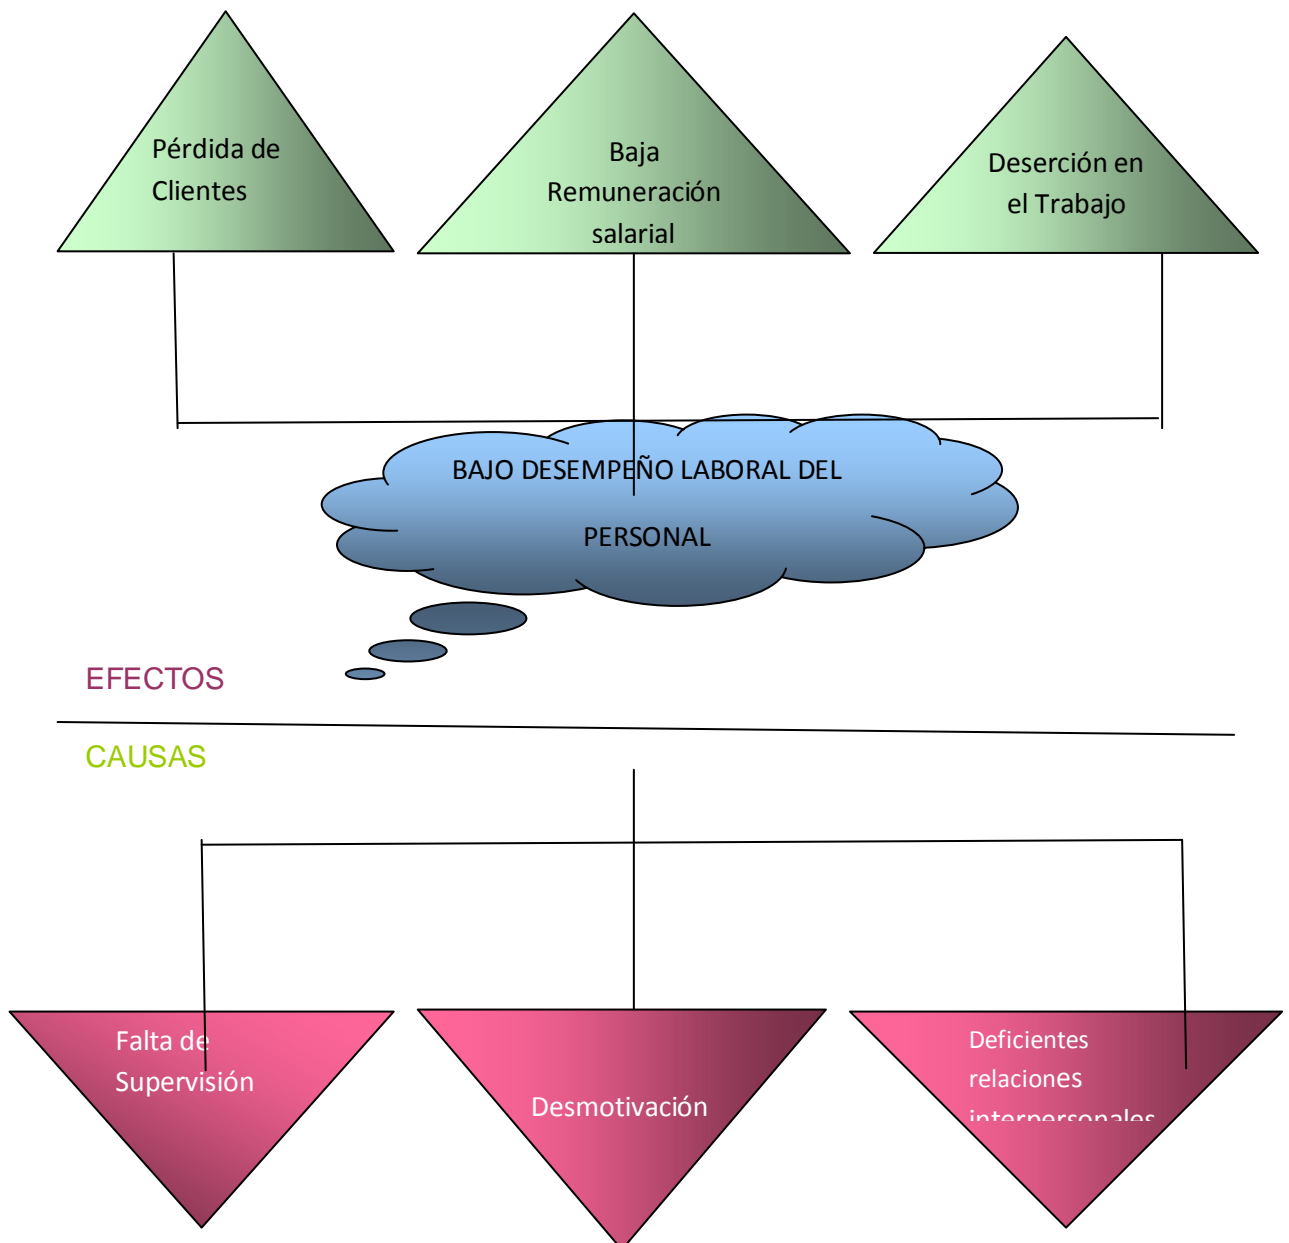 Pérdida de
Clientes
Baja
Remuneración
salarial
Deserción en
el Trabajo
BAJO DESEMPEÑO LABORAL DEL
PERSONAL
EFECTOS
CAUSAS
Falta de
Supervisión
Desmotivación
Deficientes
relaciones
interpersonales